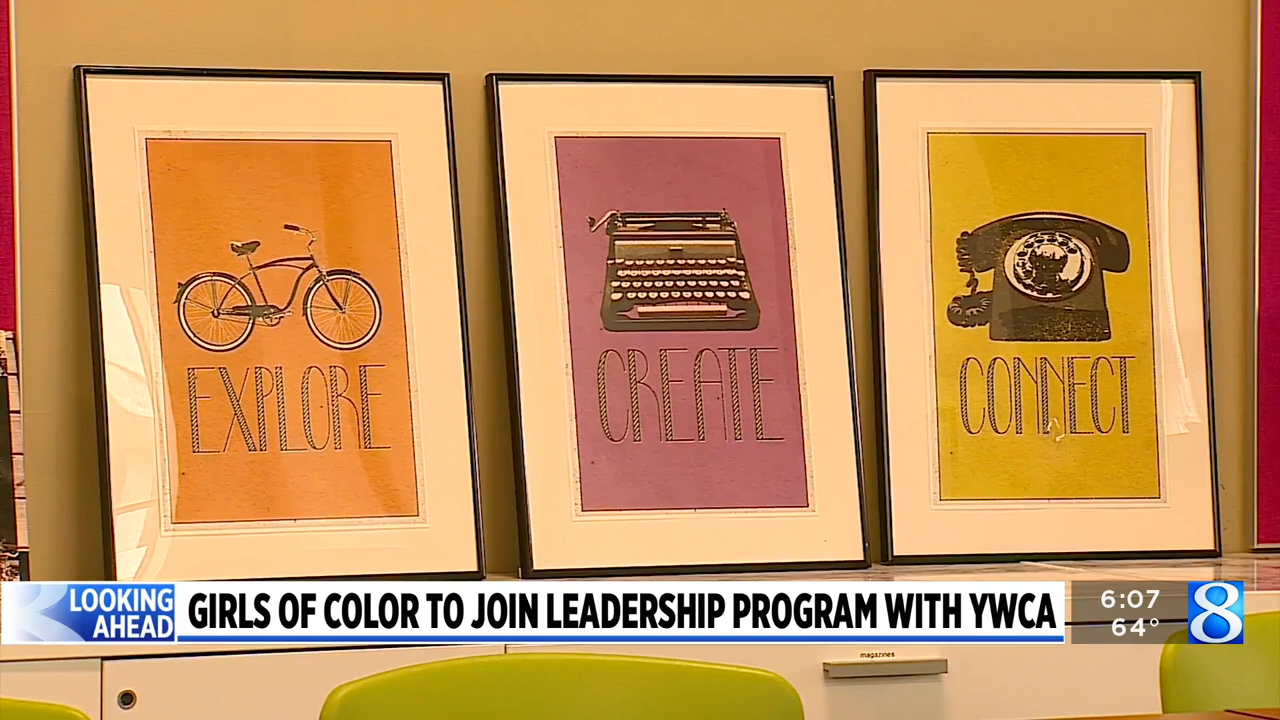 EXPLORE
CREATE
CONNECT
LOOKING
AHEAD
GIRLS OF COLOR TO JOIN LEADERSHIP PROGRAM WITH YWCA
6:07
64°
8
magazines